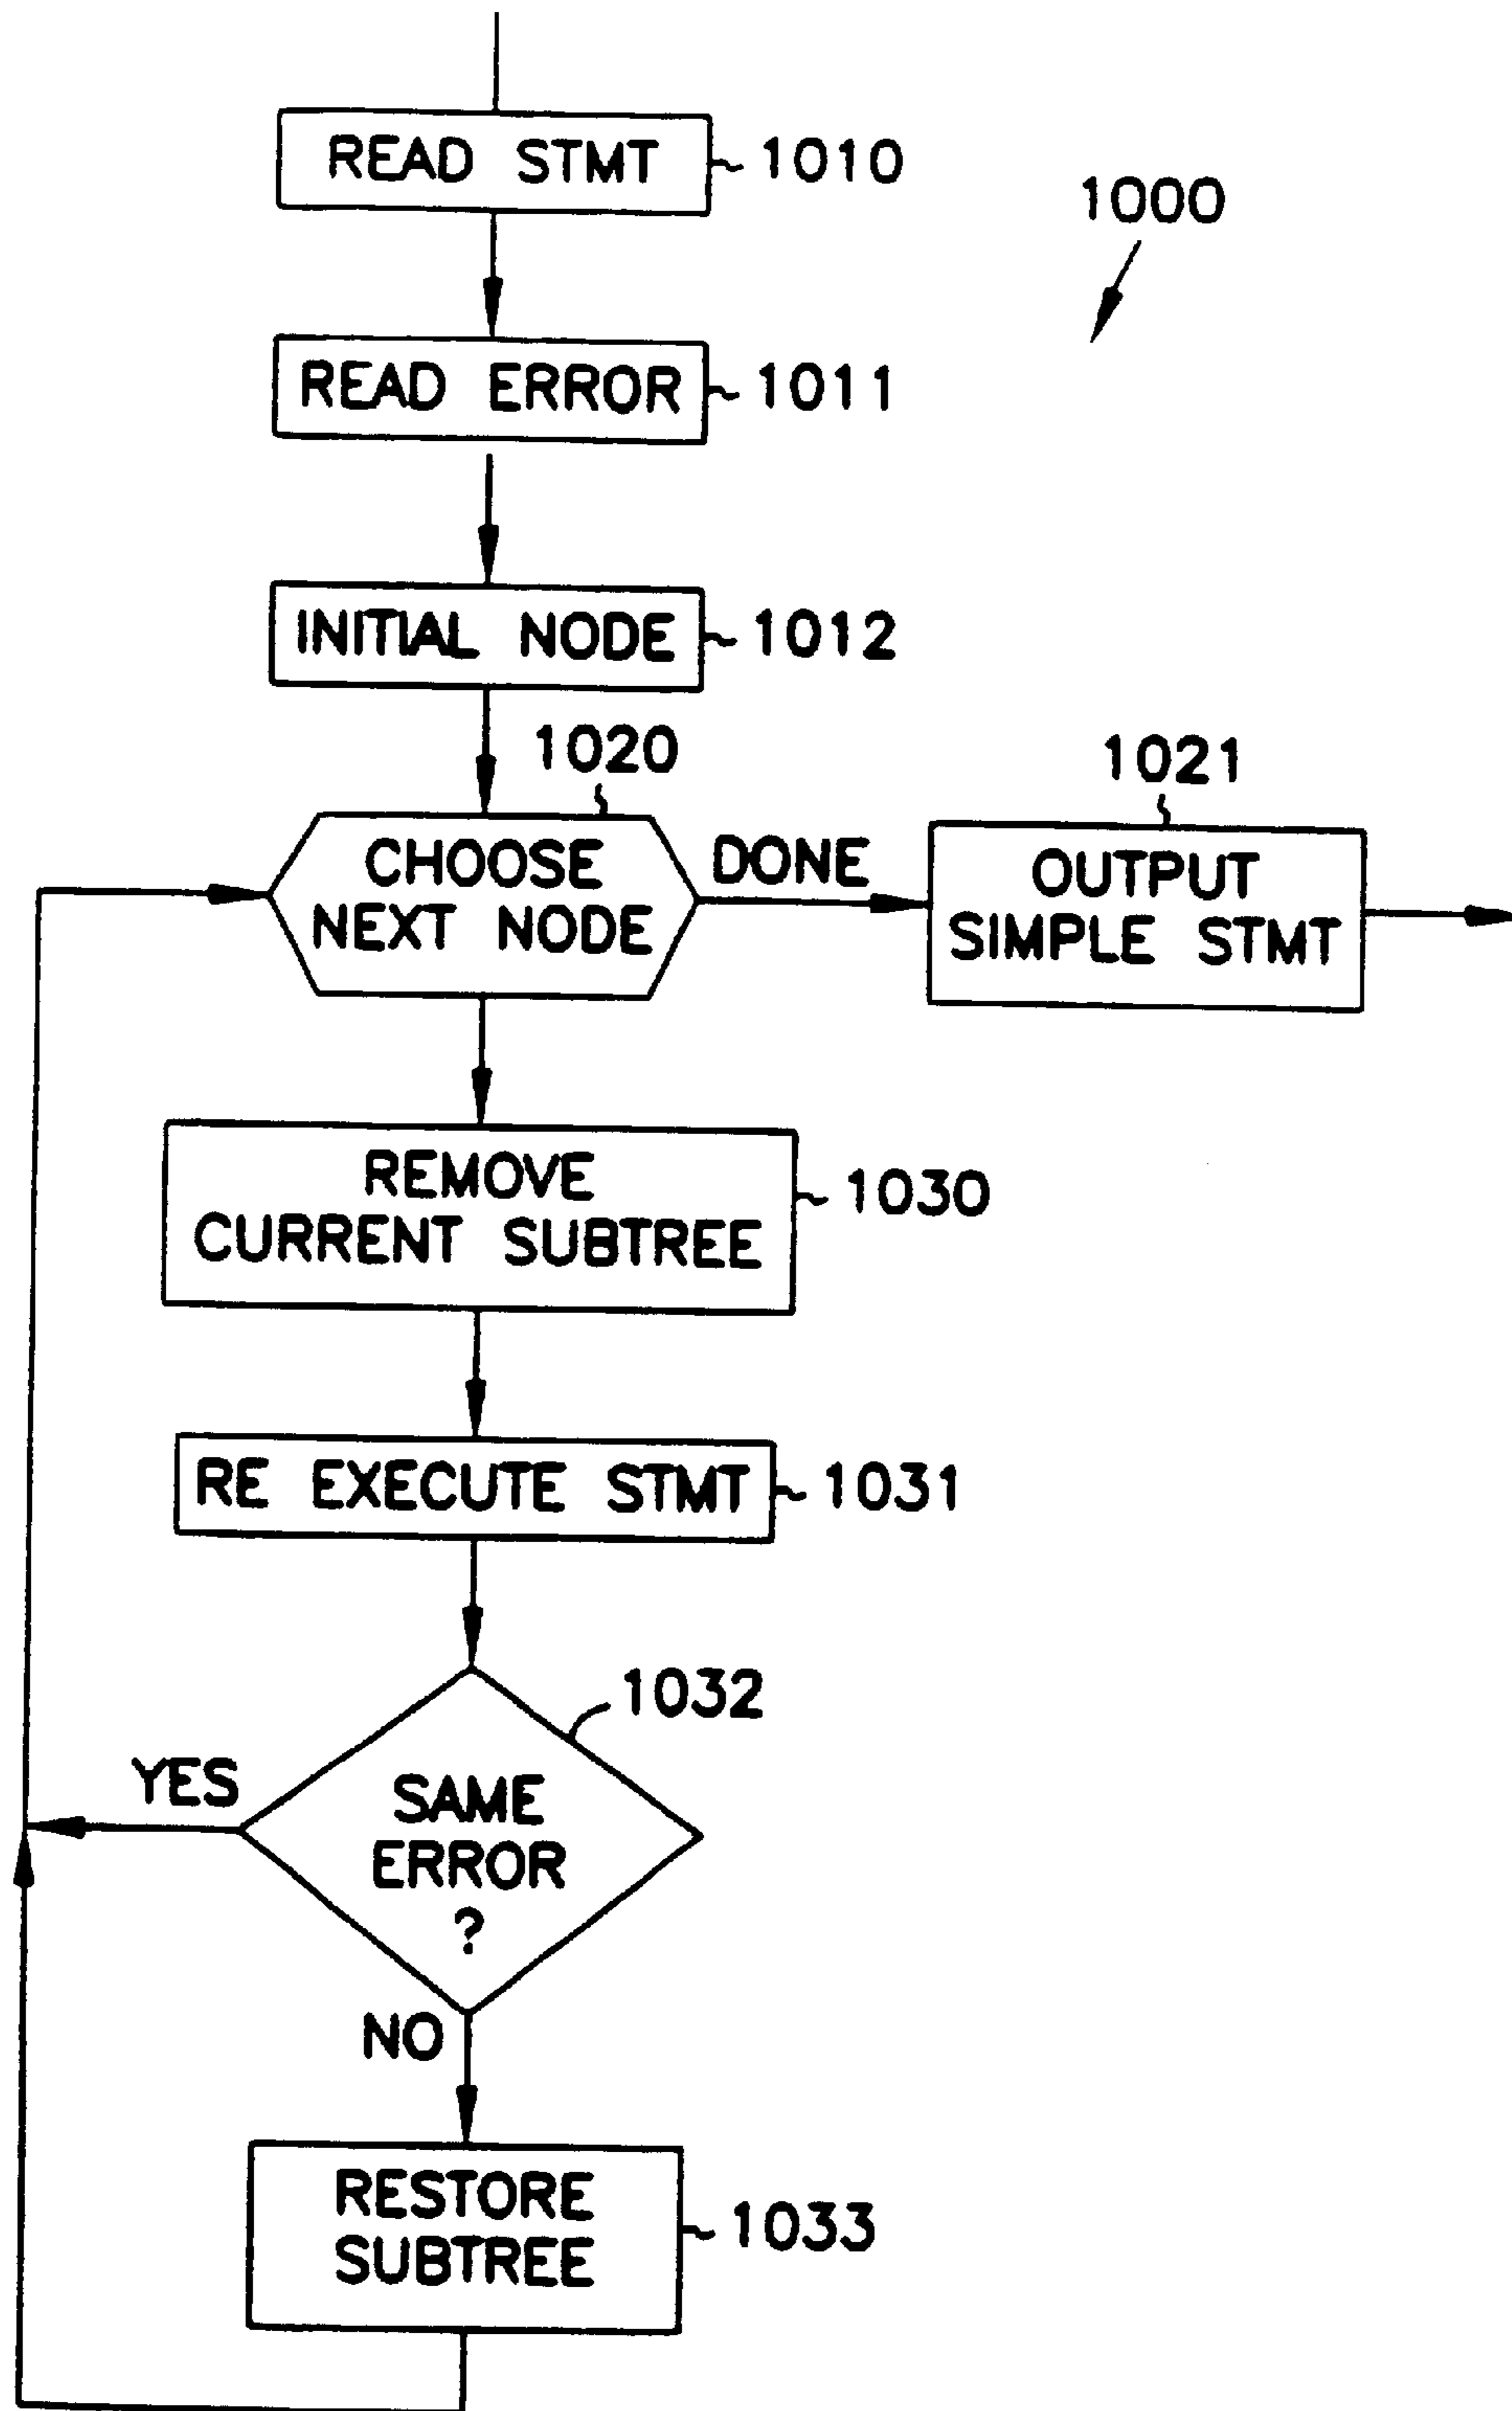 READ STMT
1010
1000
READ ERROR
1011
INITIAL NODE
1012
1020
1021
CHOOSE
NEXT NODE
DONE
OUTPUT
SIMPLE STMT
REMOVE
CURRENT SUBTREE
1030
RE EXECUTE STMT
1031
1032
YES
SAME
ERROR
?
NO
RESTORE
SUBTREE
1033